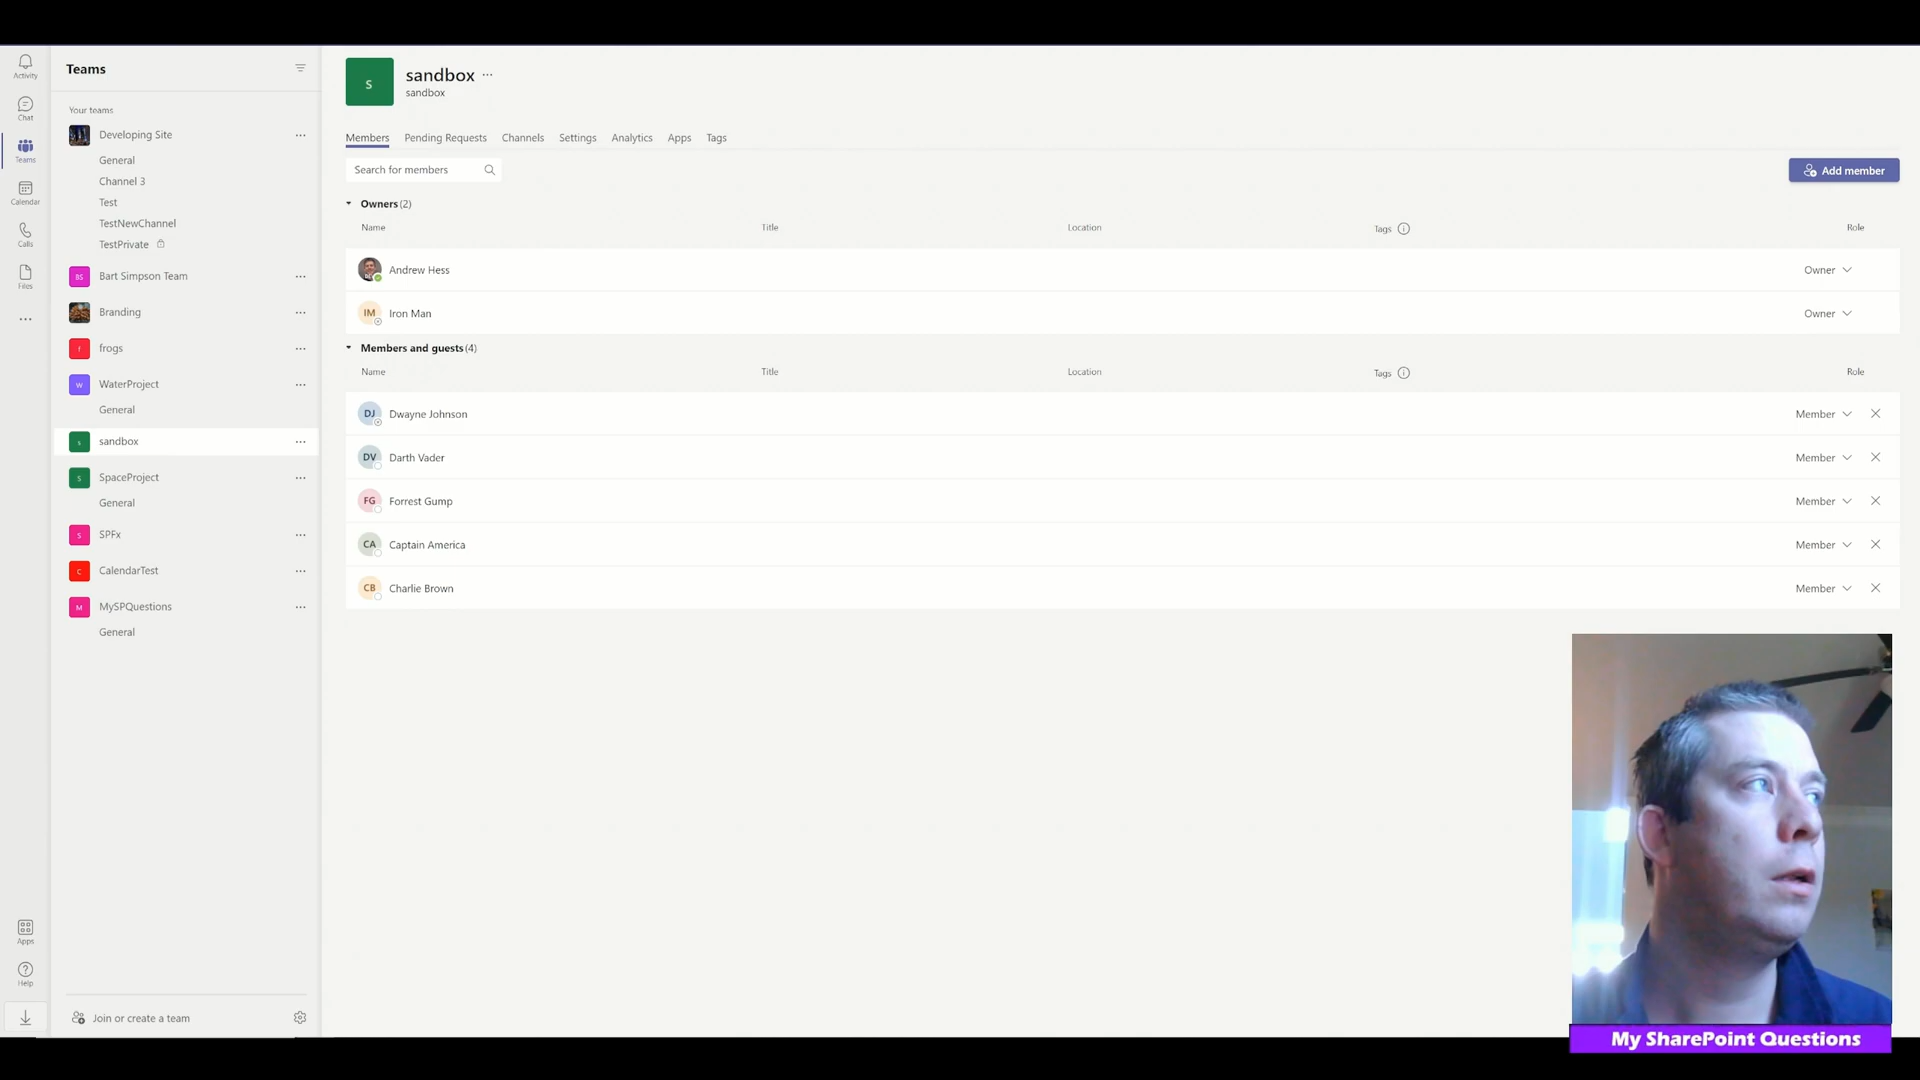 Activity
Chat
Teams
Calendar
Calls
Files
Apps
Help
Teams
Your teams
Developing Site
General
Channel 3
Test
TestNewChannel
TestPrivate
BS Bart Simpson Team
Branding
f frogs
W WaterProject
General
s sandbox
S SpaceProject
General
S SPFx
C CalendarTest
M MySPQuestions
General
Join or create a team
s
sandbox ...
sandbox
Members Pending Requests Channels Settings Analytics Apps Tags
Search for members
Add member
Owners (2)
Name Title Location Tags Role
Andrew Hess Owner
IM Iron Man Owner
Members and guests (4)
Name Title Location Tags Role
DJ Dwayne Johnson Member
DV Darth Vader Member
FG Forrest Gump Member
CA Captain America Member
CB Charlie Brown Member
My SharePoint Questions